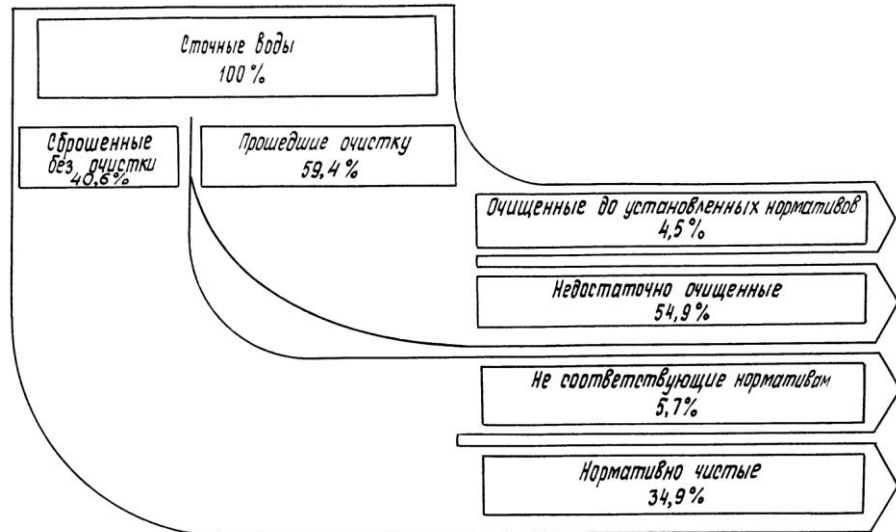 Сточные воды
100%
Сброшенные
без очистки
40,6%
Прошедшие очистку
59,4%
Очищенные до установленных нормативов
4,5%
Недостаточно очищенные
54,9%
Не соответствующие нормативам
5,7%
Нормативно чистые
34,9%